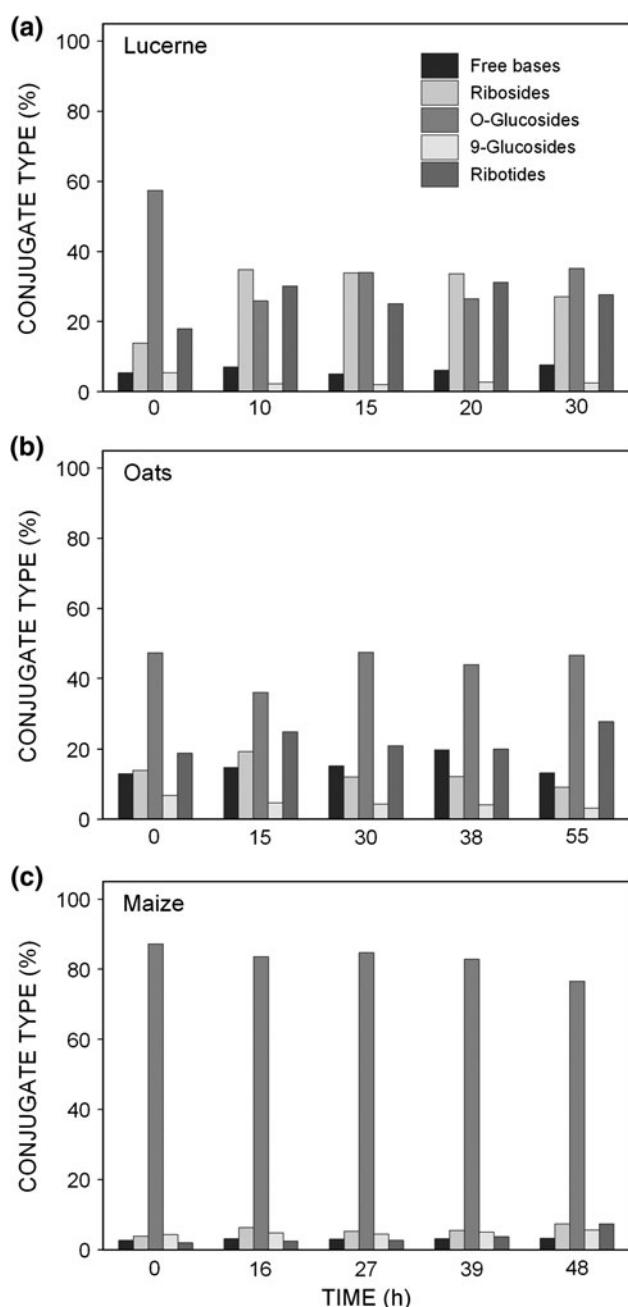 (a)
Lucerne
Free bases
Ribosides
O-Glucosides
9-Glucosides
Ribotides
CONJUGATE TYPE (%)
100
80
60
40
20
0
0 10 15 20 30
(b)
Oats
CONJUGATE TYPE (%)
100
80
60
40
20
0
0 15 30 38 55
(c)
Maize
CONJUGATE TYPE (%)
100
80
60
40
20
0
0 16 27 39 48
TIME (h)